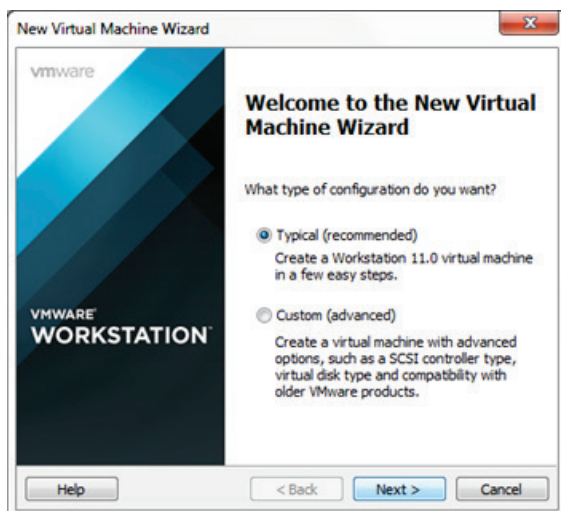 New Virtual Machine Wizard
vmware
Welcome to the New Virtual
Machine Wizard
What type of configuration do you want?
Typical (recommended)
Create a Workstation 11.0 virtual machine
in a few easy steps.
Custom (advanced)
Create a virtual machine with advanced
options, such as a SCSI controller type,
virtual disk type and compatibility with
older VMware products.
VMWARE
WORKSTATION
Help
< Back
Next >
Cancel